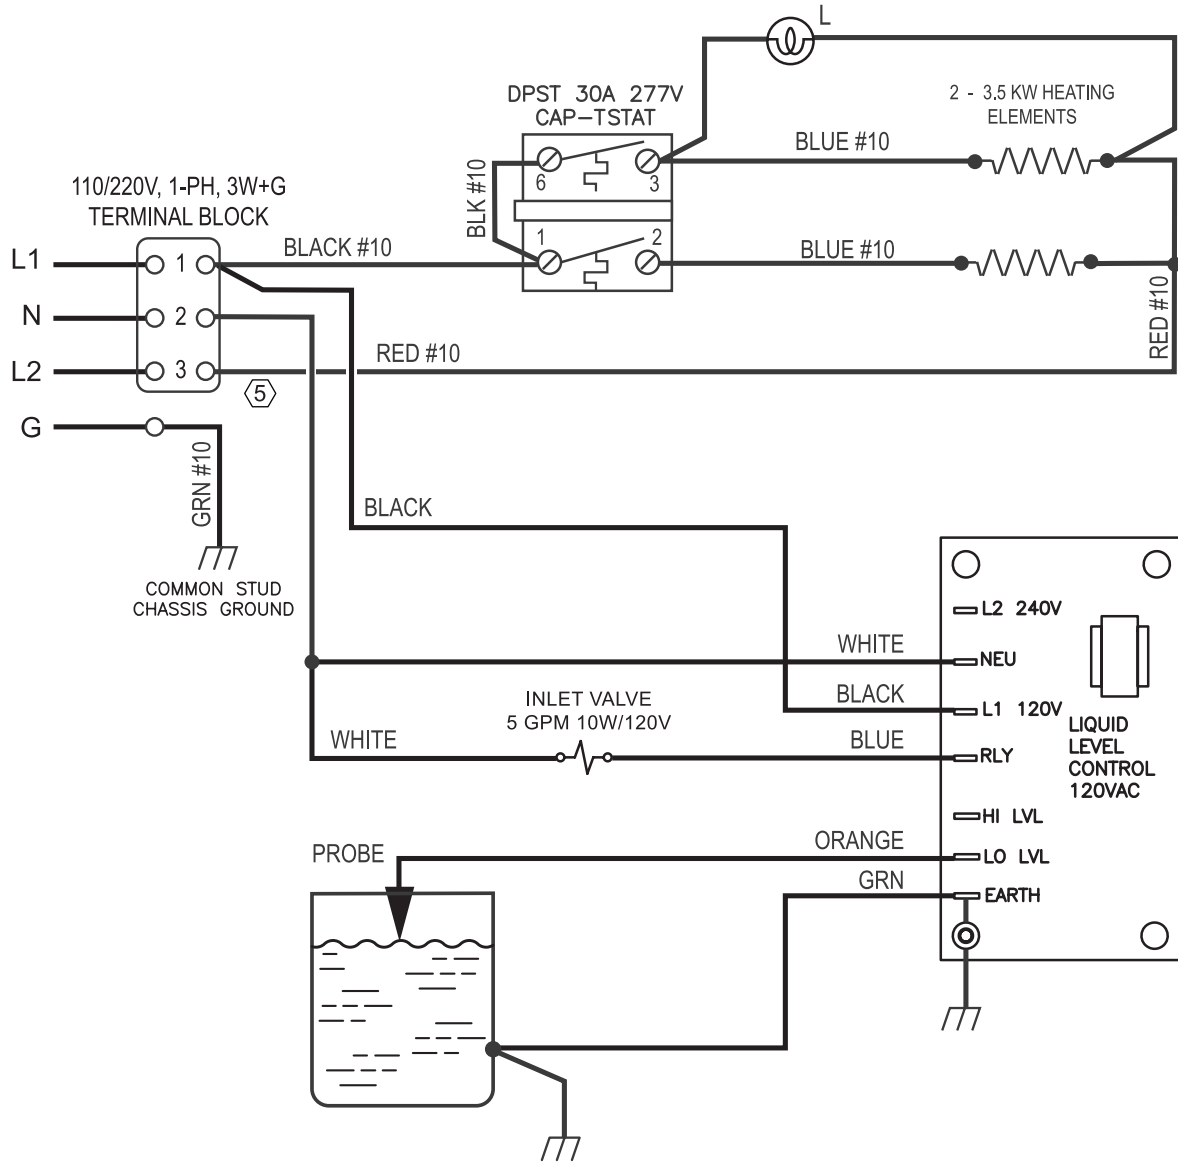 L
DPST 30A 277V
CAP-TSTAT
2 - 3.5 KW HEATING
ELEMENTS
BLUE #10
6
3
BLK #10
110/220V, 1-PH, 3W+G
TERMINAL BLOCK
BLACK #10
1
2
BLUE #10
L1
1
N
2
RED #10
RED #10
L2
3
5
G
GRN #10
BLACK
COMMON STUD
CHASSIS GROUND
L2 240V
WHITE
NEU
BLACK
L1 120V
INLET VALVE
5 GPM 10W/120V
LIQUID
LEVEL
CONTROL
120VAC
WHITE
BLUE
RLY
HI LVL
PROBE
ORANGE
LO LVL
GRN
EARTH